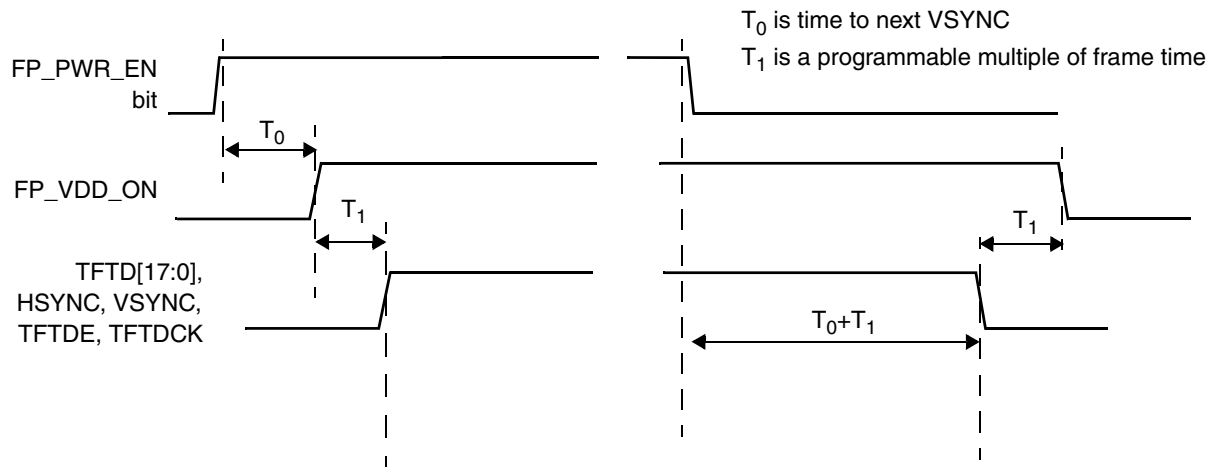 T0 is time to next VSYNC
T1 is a programmable multiple of frame time
FP_PWR_EN
bit
T0
FP_VDD_ON
T1
T1
TFTD[17:0],
HSYNC, VSYNC,
TFTDE, TFTDCK
T0+T1